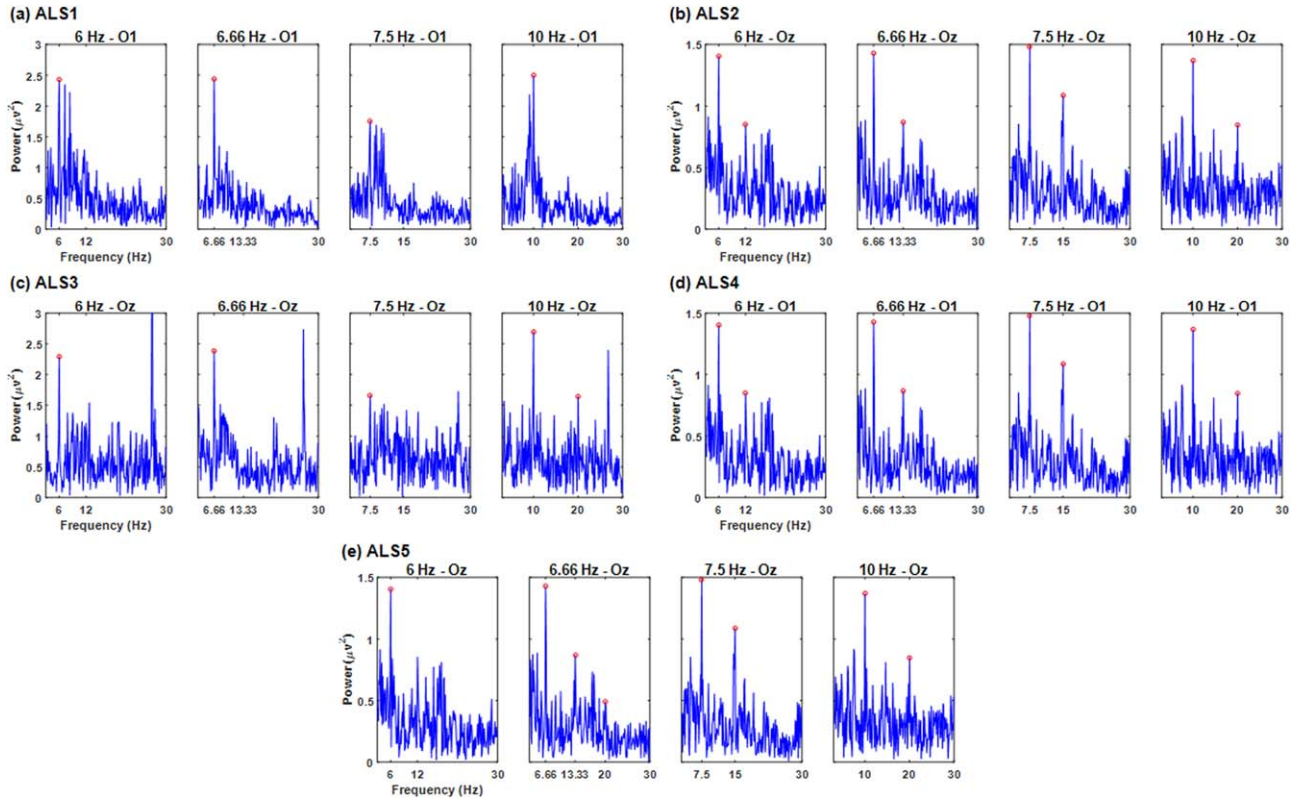 (a) ALS1
6 Hz - O1 6.66 Hz - O1 7.5 Hz - O1 10 Hz - O1
3
2.5
2
1.5
1
0.5
0
Power(μv²)
6 12 30 6.66 13.33 30 7.5 15 30 10 20 30
Frequency (Hz)
(b) ALS2
6 Hz - Oz 6.66 Hz - Oz 7.5 Hz - Oz 10 Hz - Oz
1.5
1
0.5
0
Power(μv²)
6 12 30 6.66 13.33 30 7.5 15 30 10 20 30
Frequency (Hz)
(c) ALS3
6 Hz - Oz 6.66 Hz - Oz 7.5 Hz - Oz 10 Hz - Oz
3
2.5
2
1.5
1
0.5
0
Power(μv²)
6 12 30 6.66 13.33 30 7.5 15 30 10 20 30
Frequency (Hz)
(d) ALS4
6 Hz - O1 6.66 Hz - O1 7.5 Hz - O1 10 Hz - O1
1.5
1
0.5
0
Power(μv²)
6 12 30 6.66 13.33 30 7.5 15 30 10 20 30
Frequency (Hz)
(e) ALS5
6 Hz - Oz 6.66 Hz - Oz 7.5 Hz - Oz 10 Hz - Oz
1.5
1
0.5
0
Power(μv²)
6 12 30 6.66 13.33 20 30 7.5 15 30 10 20 30
Frequency (Hz)